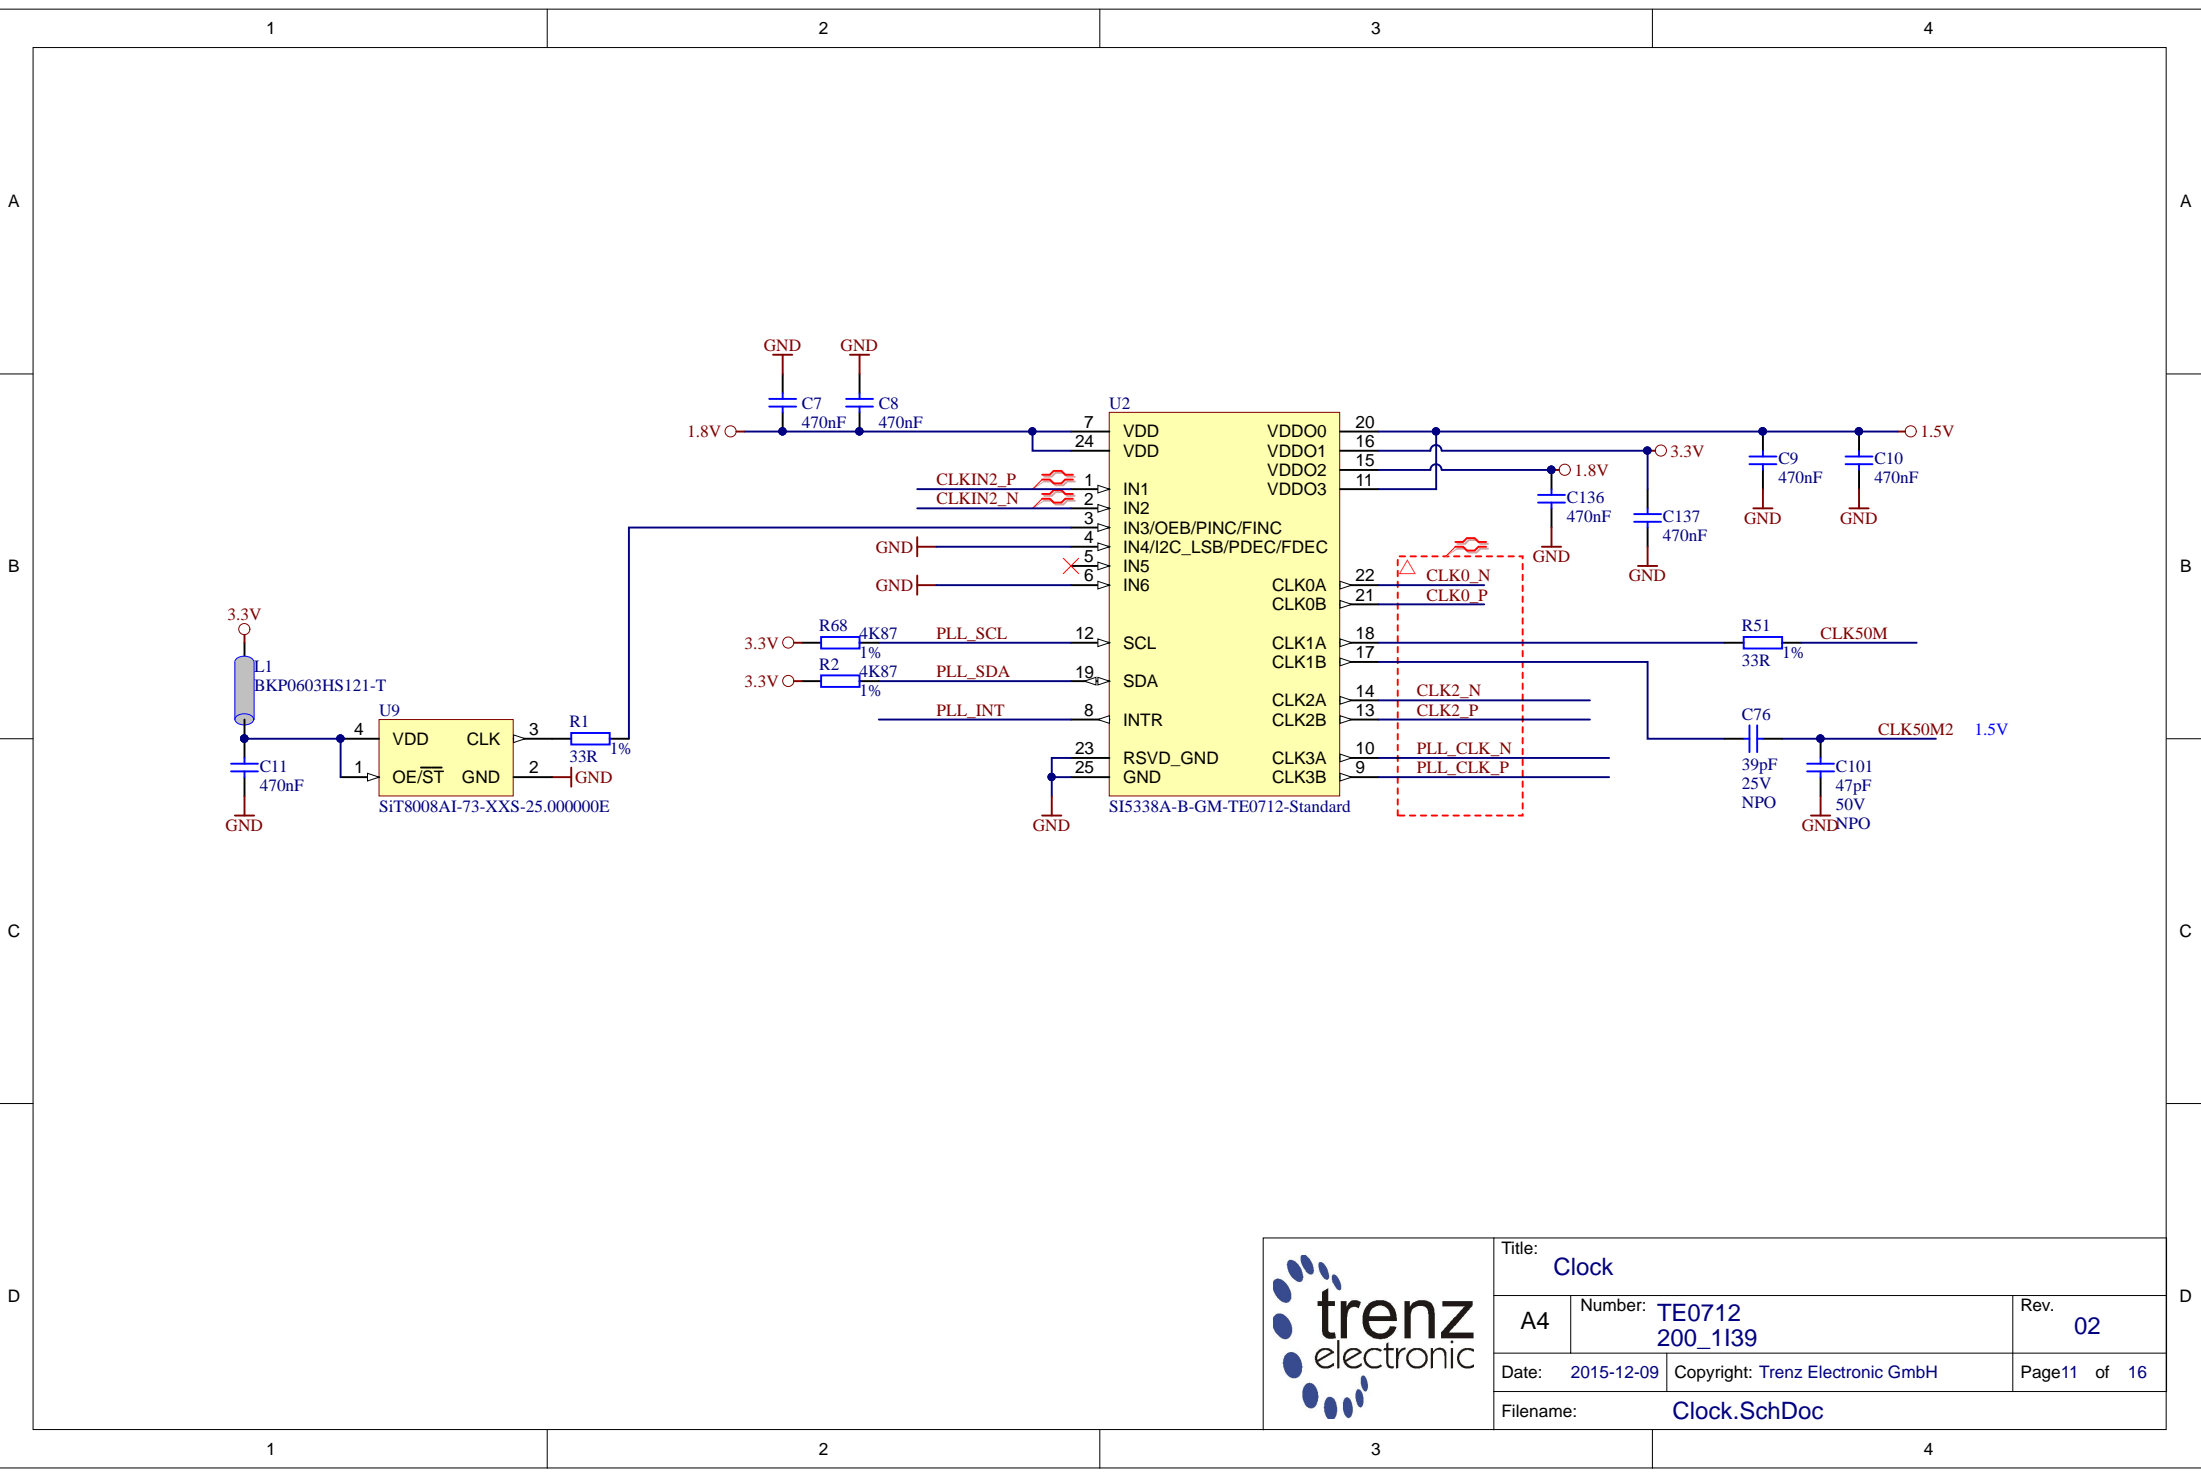 1 2 3 4
A A
GND GND
C7 C8
470nF 470nF
U2
1.8V
7 VDD VDDO0 20
1.5V
24 VDD VDDO1 16
3.3V
VDDO2 15
1.8V
VDDO3 11
C9 C10
470nF 470nF
GND GND
C136
470nF
GND
C137
470nF
GND
CLKIN2_P 1 IN1
CLKIN2_N 2 IN2
3 IN3/OEB/PINC/FINC
GND 4 IN4/I2C_LSB/PDEC/FDEC
5 IN5
GND 6 IN6
B B
CLK0A 22 CLK0_N
CLK0B 21 CLK0_P
3.3V R68 4K87 1% PLL_SCL 12 SCL
CLK1A 18 R51 33R 1% CLK50M
CLK1B 17
3.3V R2 4K87 1% PLL_SDA 19 SDA
CLK2A 14 CLK2_N
PLL_INT 8 INTR CLK2B 13 CLK2_P
23 RSVD_GND CLK3A 10 PLL_CLK_N
25 GND CLK3B 9 PLL_CLK_P
GND
SI5338A-B-GM-TE0712-Standard
C76
39pF
25V
NPO
CLK50M2 1.5V
C101
47pF
50V
NPO
GND
3.3V
L1
BKP0603HS121-T
C11
470nF
GND
U9
4 VDD CLK 3
1 OE/ST GND 2
GND
R1
33R 1%
SiT8008AI-73-XXS-25.000000E
C C
D D
trenz
electronic
Title:
Clock
A4 Number: TE0712
200_1I39
Rev.
02
Date: 2015-12-09 Copyright: Trenz Electronic GmbH Page11 of 16
Filename: Clock.SchDoc
1 2 3 4